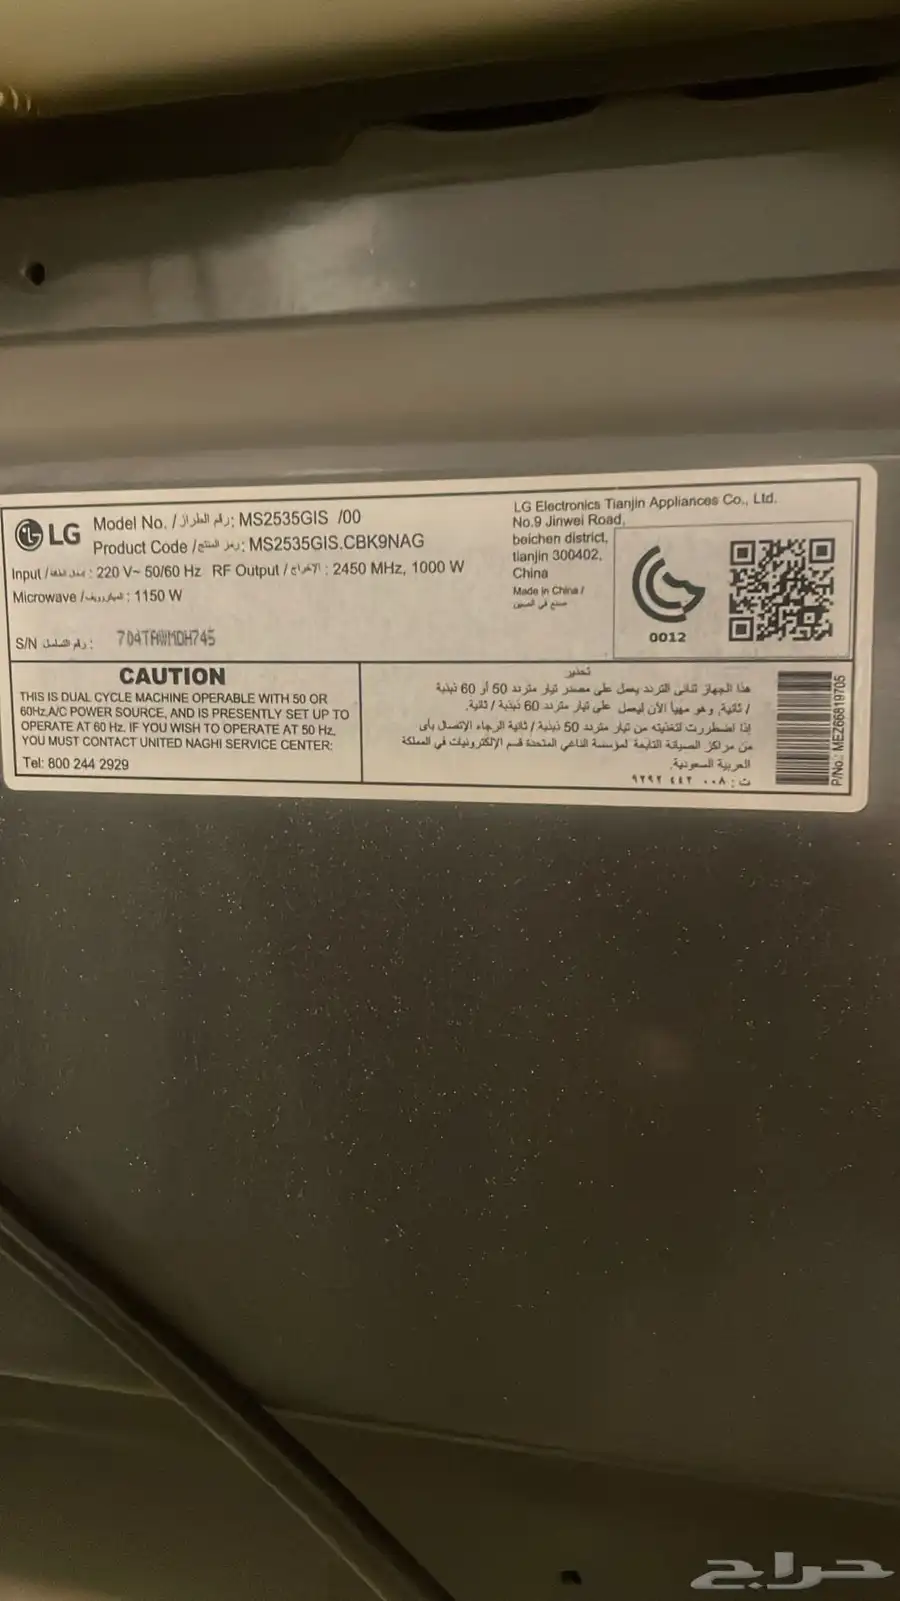 LG
Model No. / رقم الطراز : MS2535GIS /00
Product Code / رمز المنتج : MS2535GIS.CBK9NAG
Input / : 220 V~ 50/60 Hz RF Output / الإخراج : 2450 MHz, 1000 W
Microwave / الميكروويف : 1150 W
S/N رقم التسلسل : 704TAWMDH745
LG Electronics Tianjin Appliances Co., Ltd.
No.9 Jinwei Road,
beichen district,
tianjin 300402,
China
Made in China /
صنع في الصين
0012
CAUTION
THIS IS DUAL CYCLE MACHINE OPERABLE WITH 50 OR
60Hz.A/C POWER SOURCE, AND IS PRESENTLY SET UP TO
OPERATE AT 60 Hz. IF YOU WISH TO OPERATE AT 50 Hz.
YOU MUST CONTACT UNITED NAGHI SERVICE CENTER:
Tel: 800 244 2929
تحذير
هذا الجهاز ثنائى التردد يعمل على مصدر تيار متردد 50 أو 60 ذبذبة
/ ثانية. وهو مهيأ الآن ليعمل على تيار متردد 60 ذبذبة / ثانية.
إذا اضطررت لتغذيته من تيار متردد 50 ذبذبة / ثانية الرجاء الإتصال بأى
من مراكز الصيانة التابعة لمؤسسة الناغي المتحدة قسم الإلكترونيات في المملكة
العربية السعودية.
ت : ٨٠٠ ٢٤٤ ٢٩٢٩
P/No.: MEZ66819705
حراج